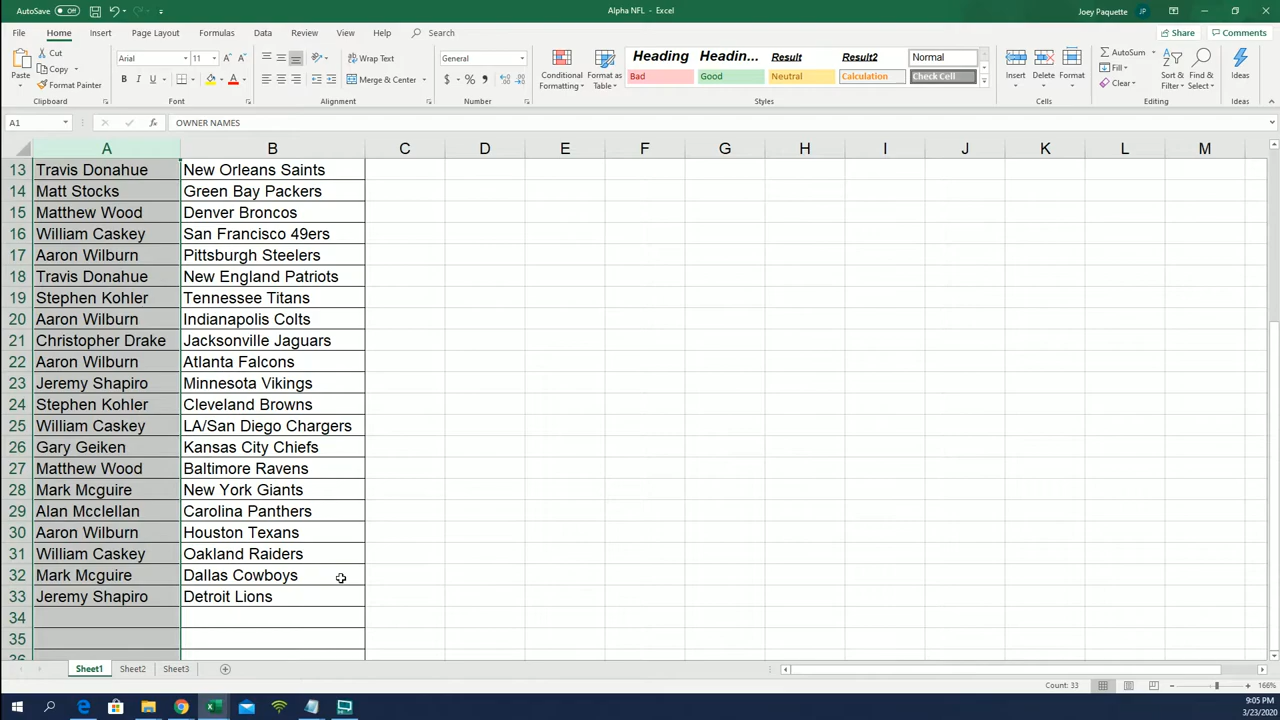 AutoSave Off
Alpha NFL - Excel
Joey Paquette JP
File Home Insert Page Layout Formulas Data Review View Help Search Share Comments
Paste Cut Copy Format Painter
Arial 11
B I U
Wrap Text
Merge & Center
General
$ % ,
Conditional Formatting
Format as Table
Heading Headin... Result Result2 Normal
Bad Good Neutral Calculation Check Cell
Insert Delete Format
AutoSum
Fill
Clear
Sort & Filter
Find & Select
Ideas
Clipboard Font Alignment Number Styles Cells Editing Ideas
A1 fx OWNER NAMES
A B C D E F G H I J K L M
13 Travis Donahue New Orleans Saints
14 Matt Stocks Green Bay Packers
15 Matthew Wood Denver Broncos
16 William Caskey San Francisco 49ers
17 Aaron Wilburn Pittsburgh Steelers
18 Travis Donahue New England Patriots
19 Stephen Kohler Tennessee Titans
20 Aaron Wilburn Indianapolis Colts
21 Christopher Drake Jacksonville Jaguars
22 Aaron Wilburn Atlanta Falcons
23 Jeremy Shapiro Minnesota Vikings
24 Stephen Kohler Cleveland Browns
25 William Caskey LA/San Diego Chargers
26 Gary Geiken Kansas City Chiefs
27 Matthew Wood Baltimore Ravens
28 Mark Mcguire New York Giants
29 Alan Mcclellan Carolina Panthers
30 Aaron Wilburn Houston Texans
31 William Caskey Oakland Raiders
32 Mark Mcguire Dallas Cowboys
33 Jeremy Shapiro Detroit Lions
34
35
36
Sheet1 Sheet2 Sheet3
Count: 33 166%
9:05 PM
3/23/2020